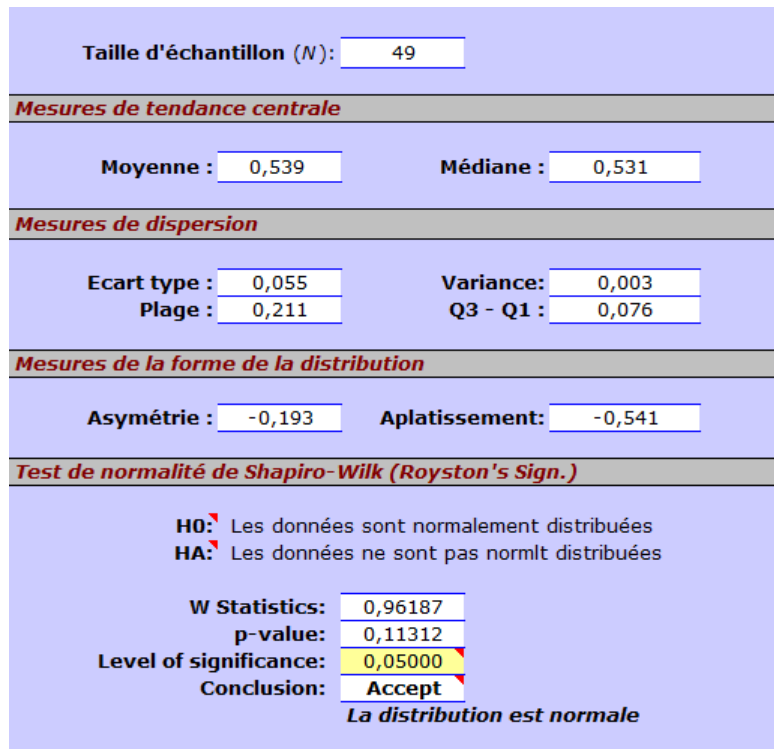 Taille d'échantillon (N): 49
Mesures de tendance centrale
Moyenne : 0,539 Médiane : 0,531
Mesures de dispersion
Ecart type : 0,055 Variance: 0,003
Plage : 0,211 Q3 - Q1 : 0,076
Mesures de la forme de la distribution
Asymétrie : -0,193 Aplatissement: -0,541
Test de normalité de Shapiro-Wilk (Royston's Sign.)
H0: Les données sont normalement distribuées
HA: Les données ne sont pas normlt distribuées
W Statistics: 0,96187
p-value: 0,11312
Level of significance: 0,05000
Conclusion: Accept
La distribution est normale